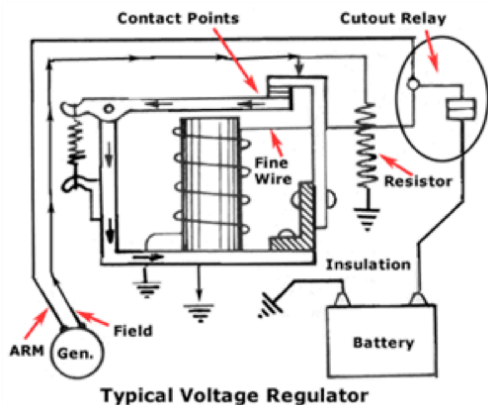 Contact Points
Cutout Relay
Fine
Wire
Resistor
Insulation
ARM
Field
Gen.
Battery
Typical Voltage Regulator